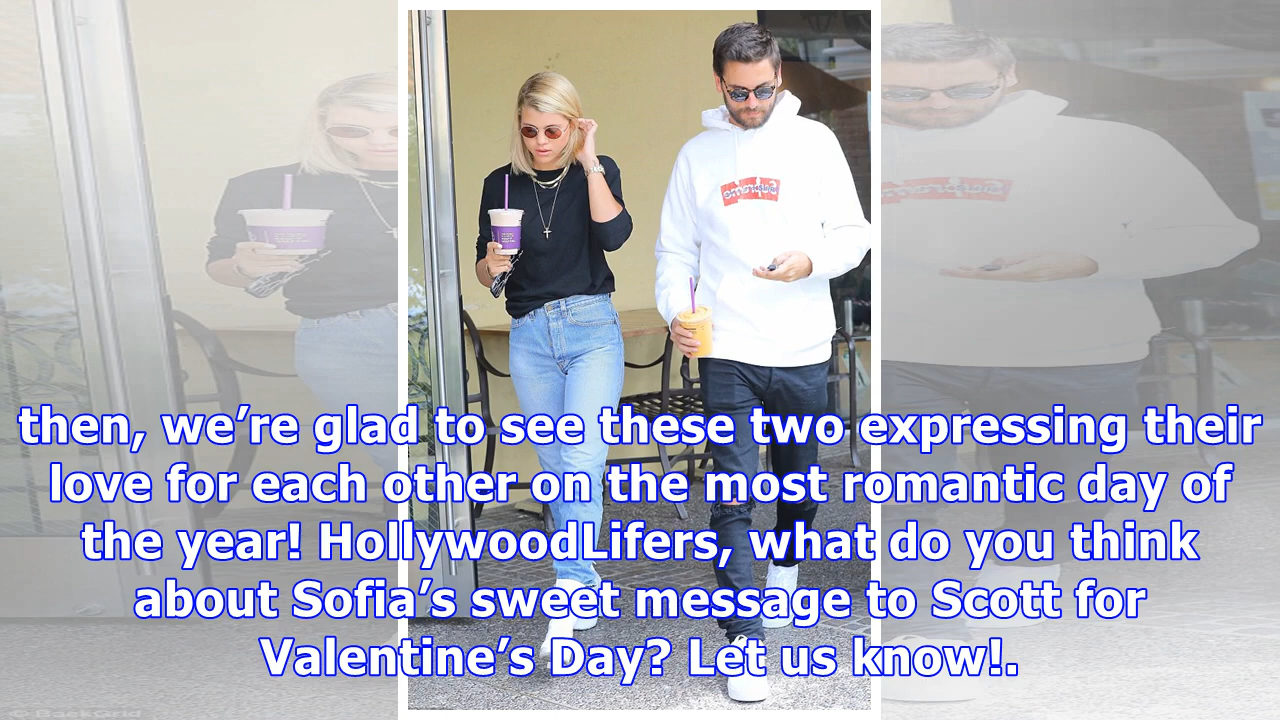 then, we’re glad to see these two expressing their
love for each other on the most romantic day of
the year! HollywoodLifers, what do you think
about Sofia’s sweet message to Scott for
Valentine’s Day? Let us know!.